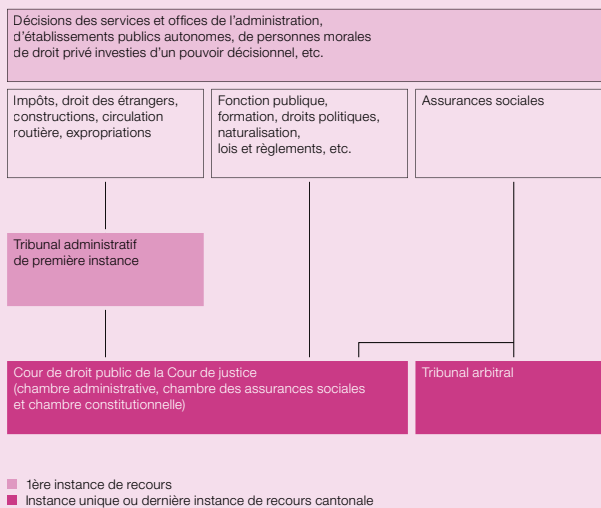 Décisions des services et offices de l'administration,
d'établissements publics autonomes, de personnes morales
de droit privé investies d'un pouvoir décisionnel, etc.
Impôts, droit des étrangers,
constructions, circulation
routière, expropriations
Fonction publique,
formation, droits politiques,
naturalisation,
lois et règlements, etc.
Assurances sociales
Tribunal administratif
de première instance
Cour de droit public de la Cour de justice
(chambre administrative, chambre des assurances sociales
et chambre constitutionnelle)
Tribunal arbitral
1ère instance de recours
Instance unique ou dernière instance de recours cantonale